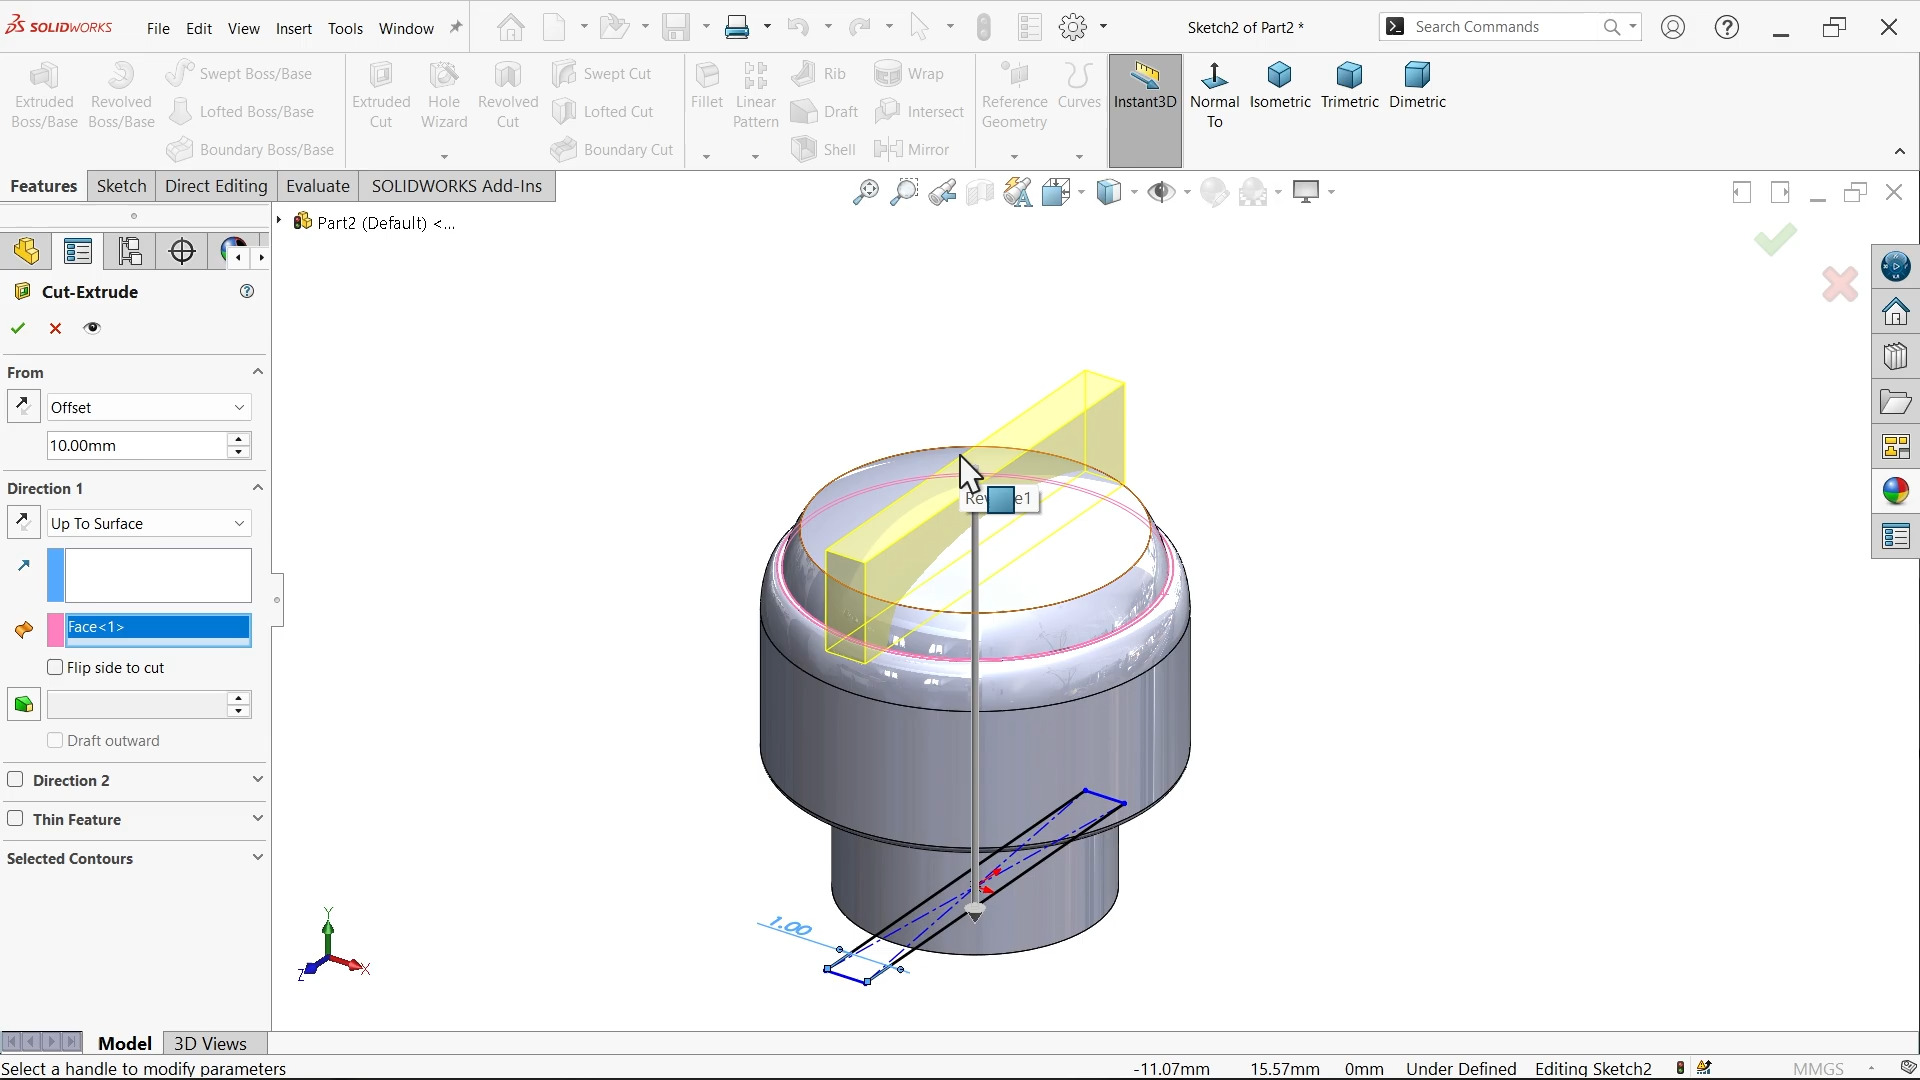 SOLIDWORKS File Edit View Insert Tools Window
Sketch2 of Part2 *
Search Commands
Extruded Boss/Base
Revolved Boss/Base
Swept Boss/Base
Lofted Boss/Base
Boundary Boss/Base
Extruded Cut
Hole Wizard
Revolved Cut
Swept Cut
Lofted Cut
Boundary Cut
Fillet
Linear Pattern
Rib
Draft
Shell
Wrap
Intersect
Mirror
Reference Geometry
Curves
Instant3D
Normal To
Isometric
Trimetric
Dimetric
Features Sketch Direct Editing Evaluate SOLIDWORKS Add-Ins
Part2 (Default) <...
Cut-Extrude
From
Offset
10.00mm
Direction 1
Up To Surface
Face<1>
Flip side to cut
Draft outward
Direction 2
Thin Feature
Selected Contours
1.00
Y
X
Z
Model 3D Views
Select a handle to modify parameters
-11.07mm 15.57mm 0mm Under Defined Editing Sketch2 MMGS